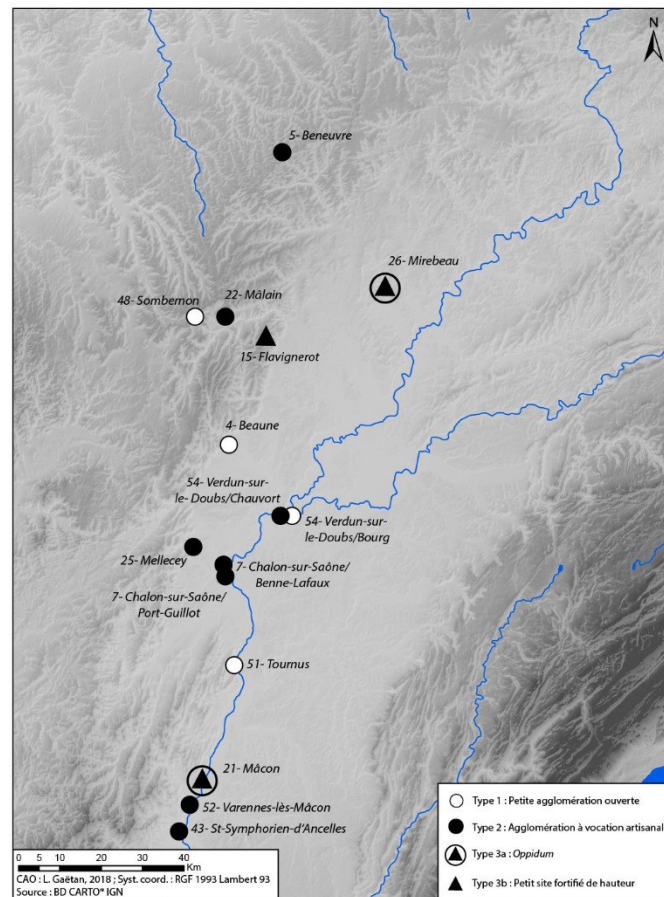 N
5- Beneuvre
26- Mirebeau
48- Sombernon
22- Mâlain
15- Flavignerot
4- Beaune
54- Verdun-sur-
le- Doubs/Chauvort
54- Verdun-sur-
le-Doubs/Bourg
25- Mellecey
7- Chalon-sur-Saône/
Benne-Lafaux
7- Chalon-sur-Saône/
Port-Guillot
51- Tournus
21- Mâcon
52- Varennes-lès-Mâcon
43- St-Symphorien-d'Ancelles
Type 1 : Petite agglomération ouverte
Type 2 : Agglomération à vocation artisanal
Type 3a : Oppidum
Type 3b : Petit site fortifié de hauteur
0 5 10 20 30 40
Km
CAO : L. Gaëtan, 2018 ; Syst. coord. : RGF 1993 Lambert 93
Source : BD CARTO® IGN